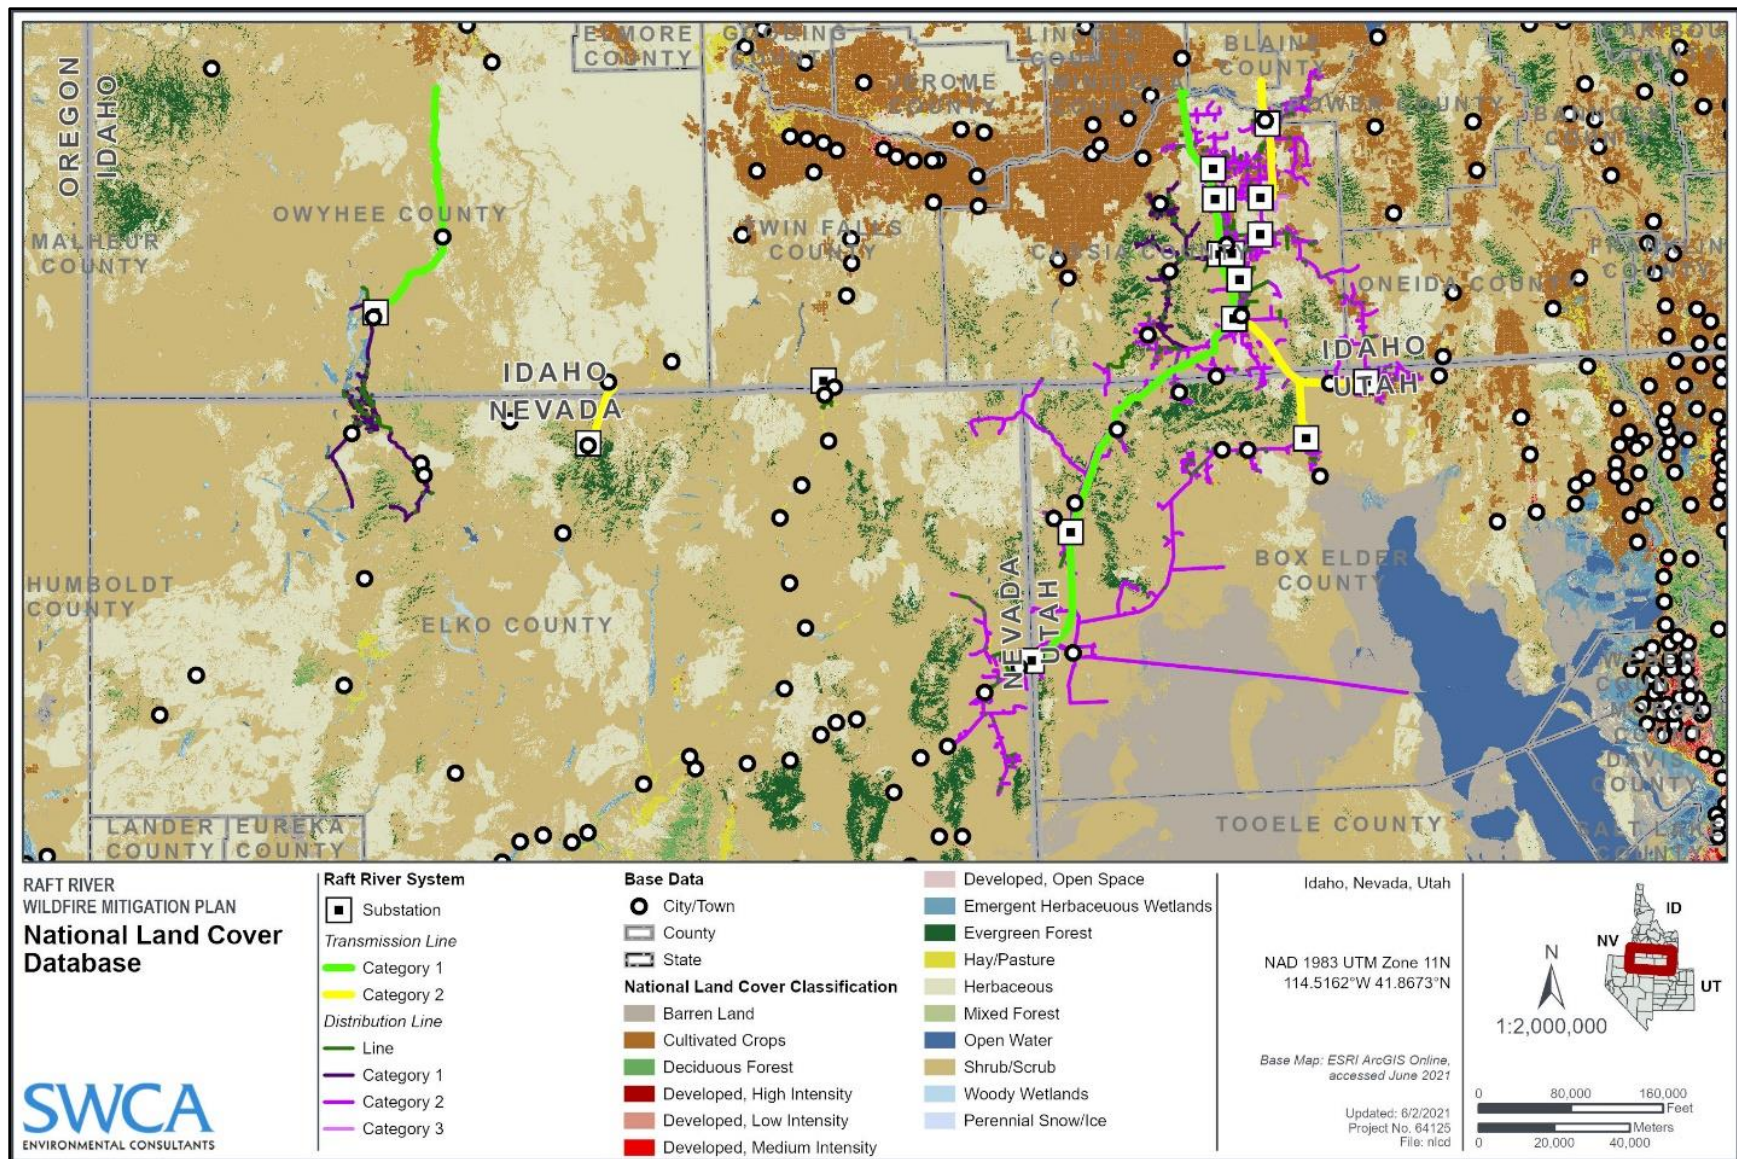 ELMORE
COUNTY
GOODING
COUNTY
LINCOLN
COUNTY
BLAINE
COUNTY
CARIBOU
COUNTY
OREGON
IDAHO
JEROME
COUNTY
MINIDOKA
COUNTY
POWER COUNTY
BANNOCK
COUNTY
OWYHEE COUNTY
MALHEUR
COUNTY
TWIN FALLS
COUNTY
CASSIA COUNTY
FRANKLIN
COUNTY
ONEIDA COUNTY
IDAHO
NEVADA
IDAHO
UTAH
HUMBOLDT
COUNTY
ELKO COUNTY
NEVADA
UTAH
BOX ELDER
COUNTY
WEBER
COUNTY
DAVIS
COUNTY
LANDER
COUNTY
EUREKA
COUNTY
TOOELE COUNTY
SALT LAKE
COUNTY
RAFT RIVER
WILDFIRE MITIGATION PLAN
National Land Cover
Database
SWCA
ENVIRONMENTAL CONSULTANTS
Raft River System
Substation
Transmission Line
Category 1
Category 2
Distribution Line
Line
Category 1
Category 2
Category 3
Base Data
City/Town
County
State
National Land Cover Classification
Barren Land
Cultivated Crops
Deciduous Forest
Developed, High Intensity
Developed, Low Intensity
Developed, Medium Intensity
Developed, Open Space
Emergent Herbaceuous Wetlands
Evergreen Forest
Hay/Pasture
Herbaceous
Mixed Forest
Open Water
Shrub/Scrub
Woody Wetlands
Perennial Snow/Ice
Idaho, Nevada, Utah
NAD 1983 UTM Zone 11N
114.5162°W 41.8673°N
Base Map: ESRI ArcGIS Online,
accessed June 2021
Updated: 6/2/2021
Project No. 64125
File: nlcd
ID
NV
UT
N
1:2,000,000
0 80,000 160,000
Feet
Meters
0 20,000 40,000